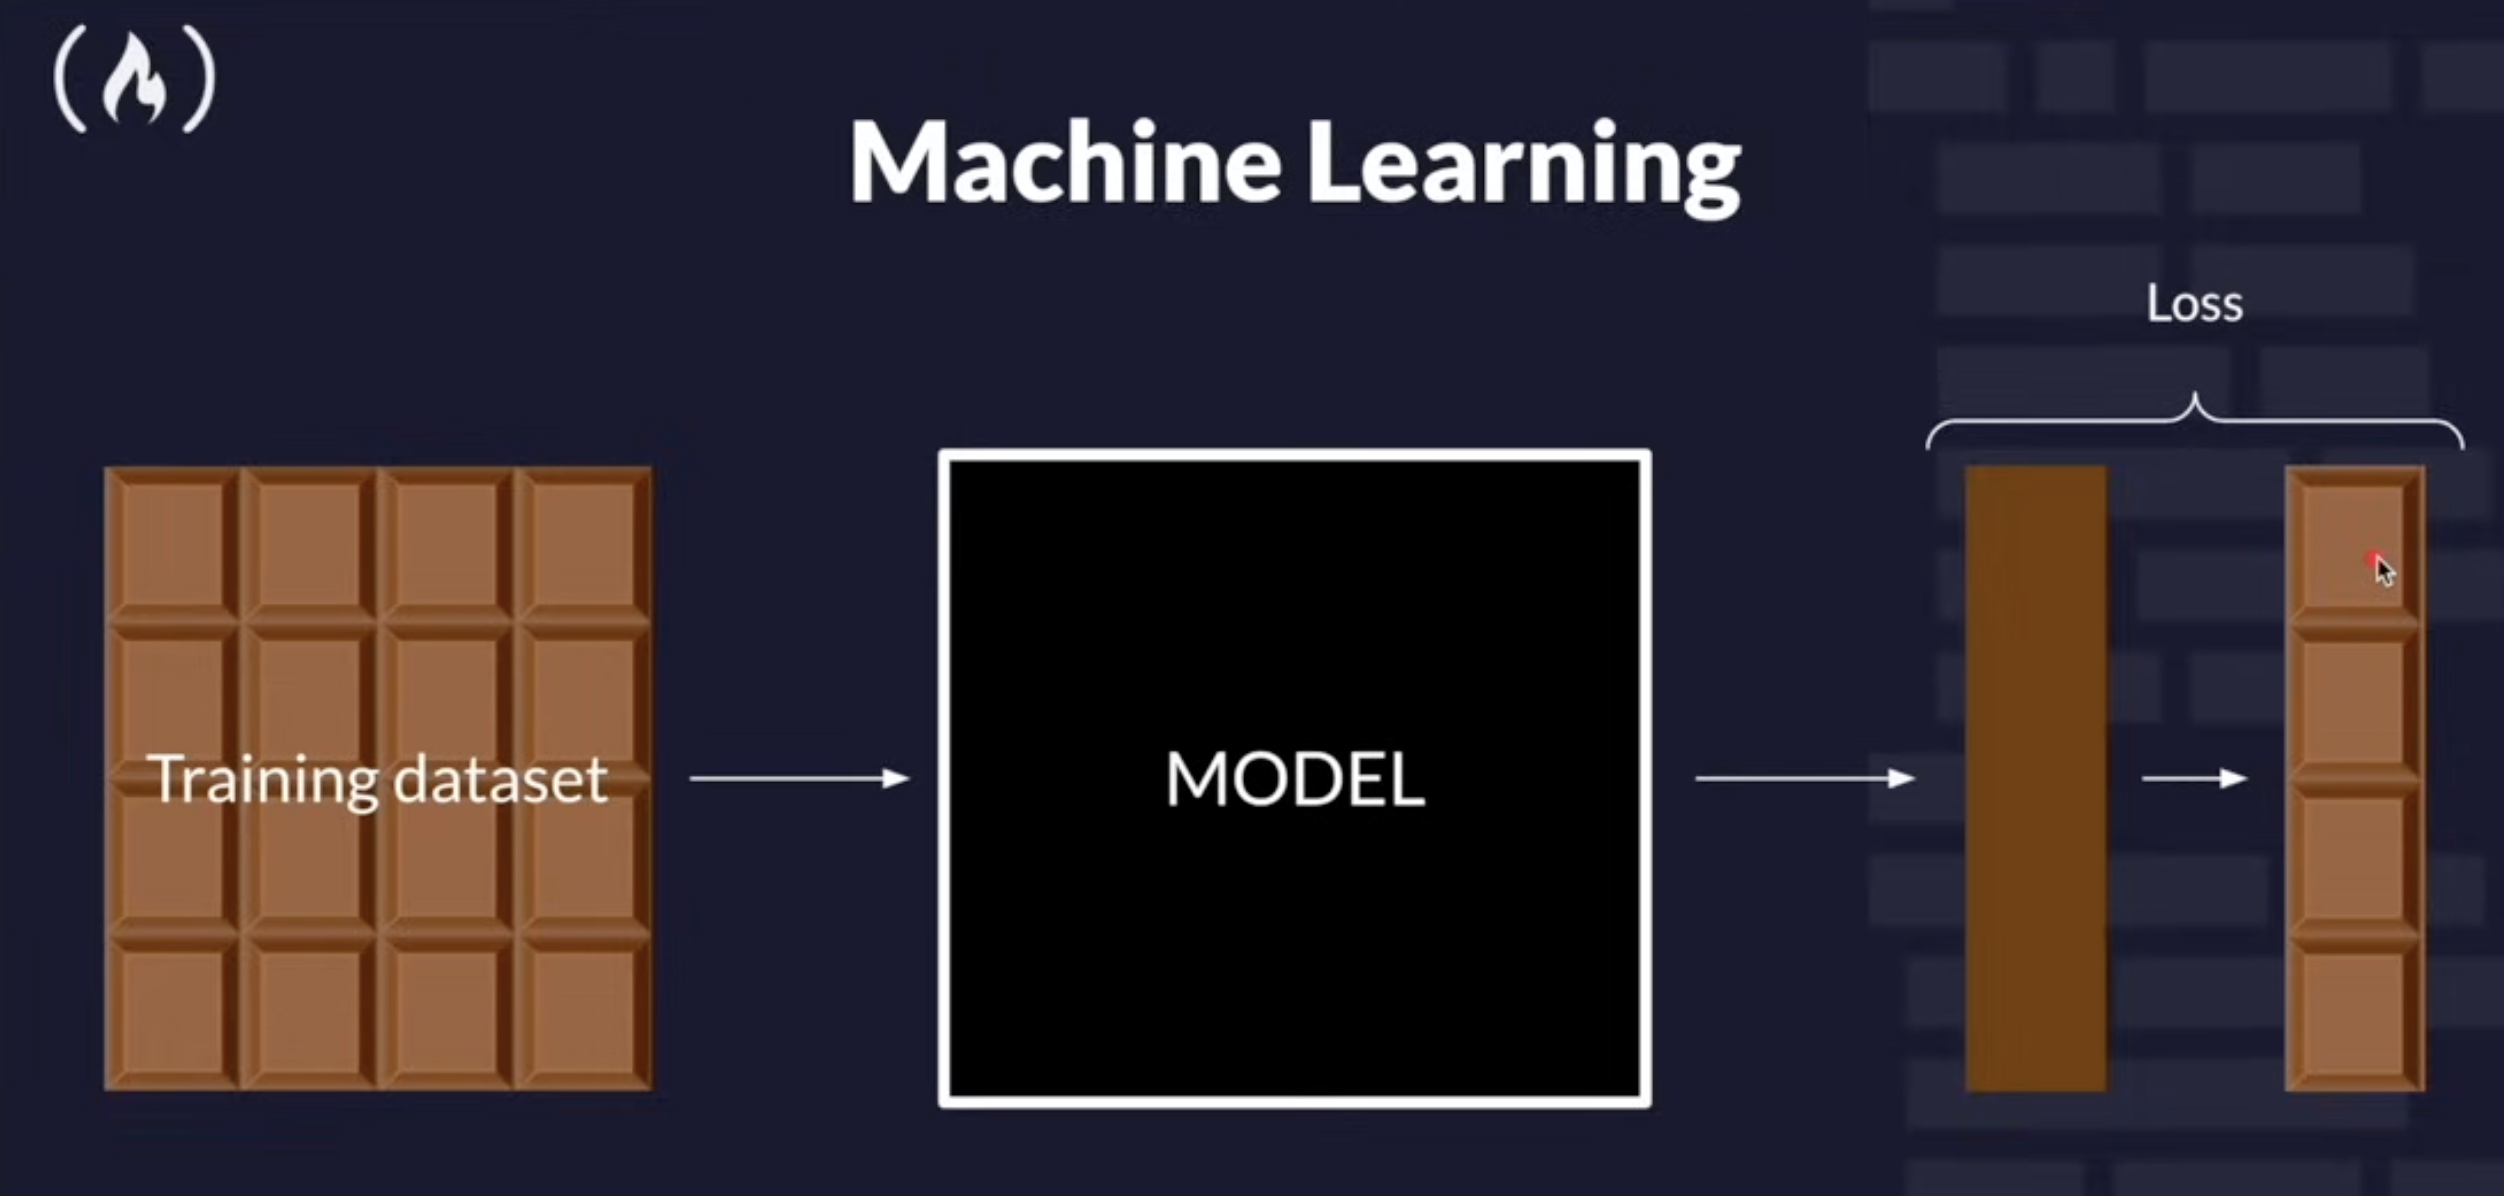 Machine Learning
Loss
Training dataset
MODEL